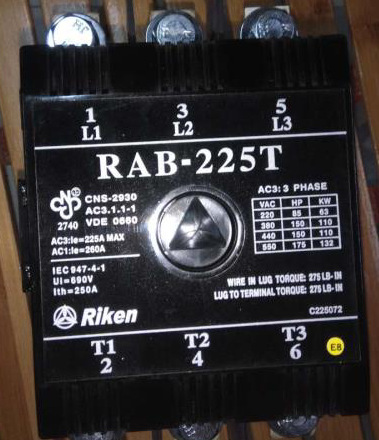 1 3 5
L1 L2 L3
RAB-225T
CNS
2740
CNS-2930
AC3.1.1-1
VDE 0660
AC3:Ie=225A MAX
AC1:Ie=260A
IEC947-4-1
Ui=690V
Ith=250A
Riken
AC3: 3 PHASE
VAC HP KW
220 85 63
380 150 110
440 150 110
550 175 132
WIRE IN LUG TORQUE: 275 LB-IN
LUG TO TERMINAL TORQUE: 275 LB-IN
C225072
T1 T2 T3
2 4 6
E8